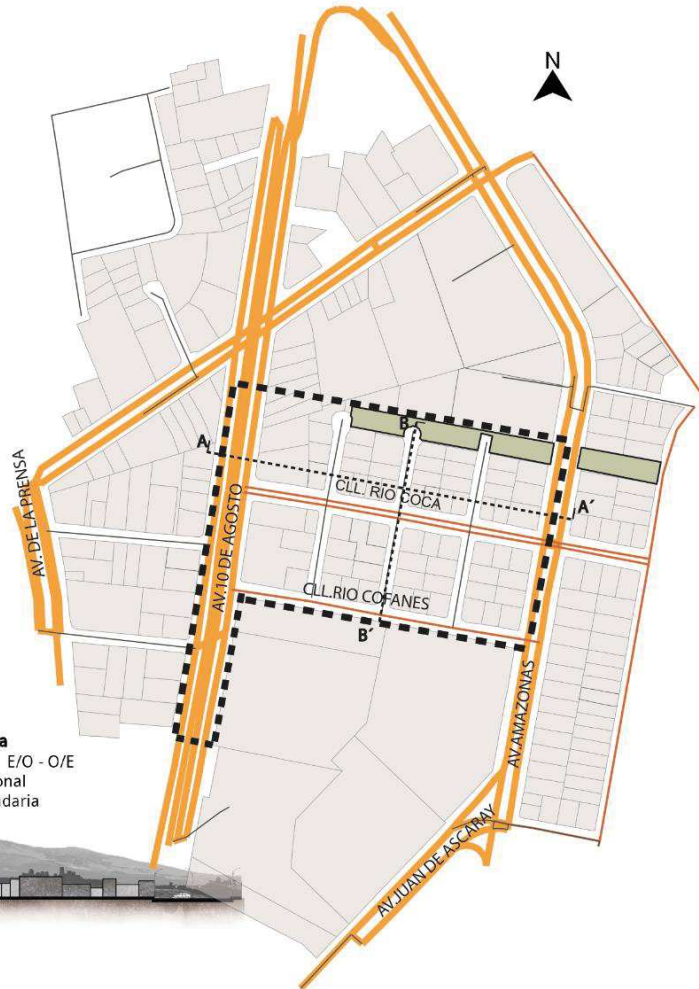 N
B
A
CLL. RIO COCA
A´
AV. DE LA PRENSA
AV.10 DE AGOSTO
CLL.RIO COFANES
B´
AV.AMAZONAS
a
E/O - O/E
onal
ndaria
AV.JUAN DE ASCARAY